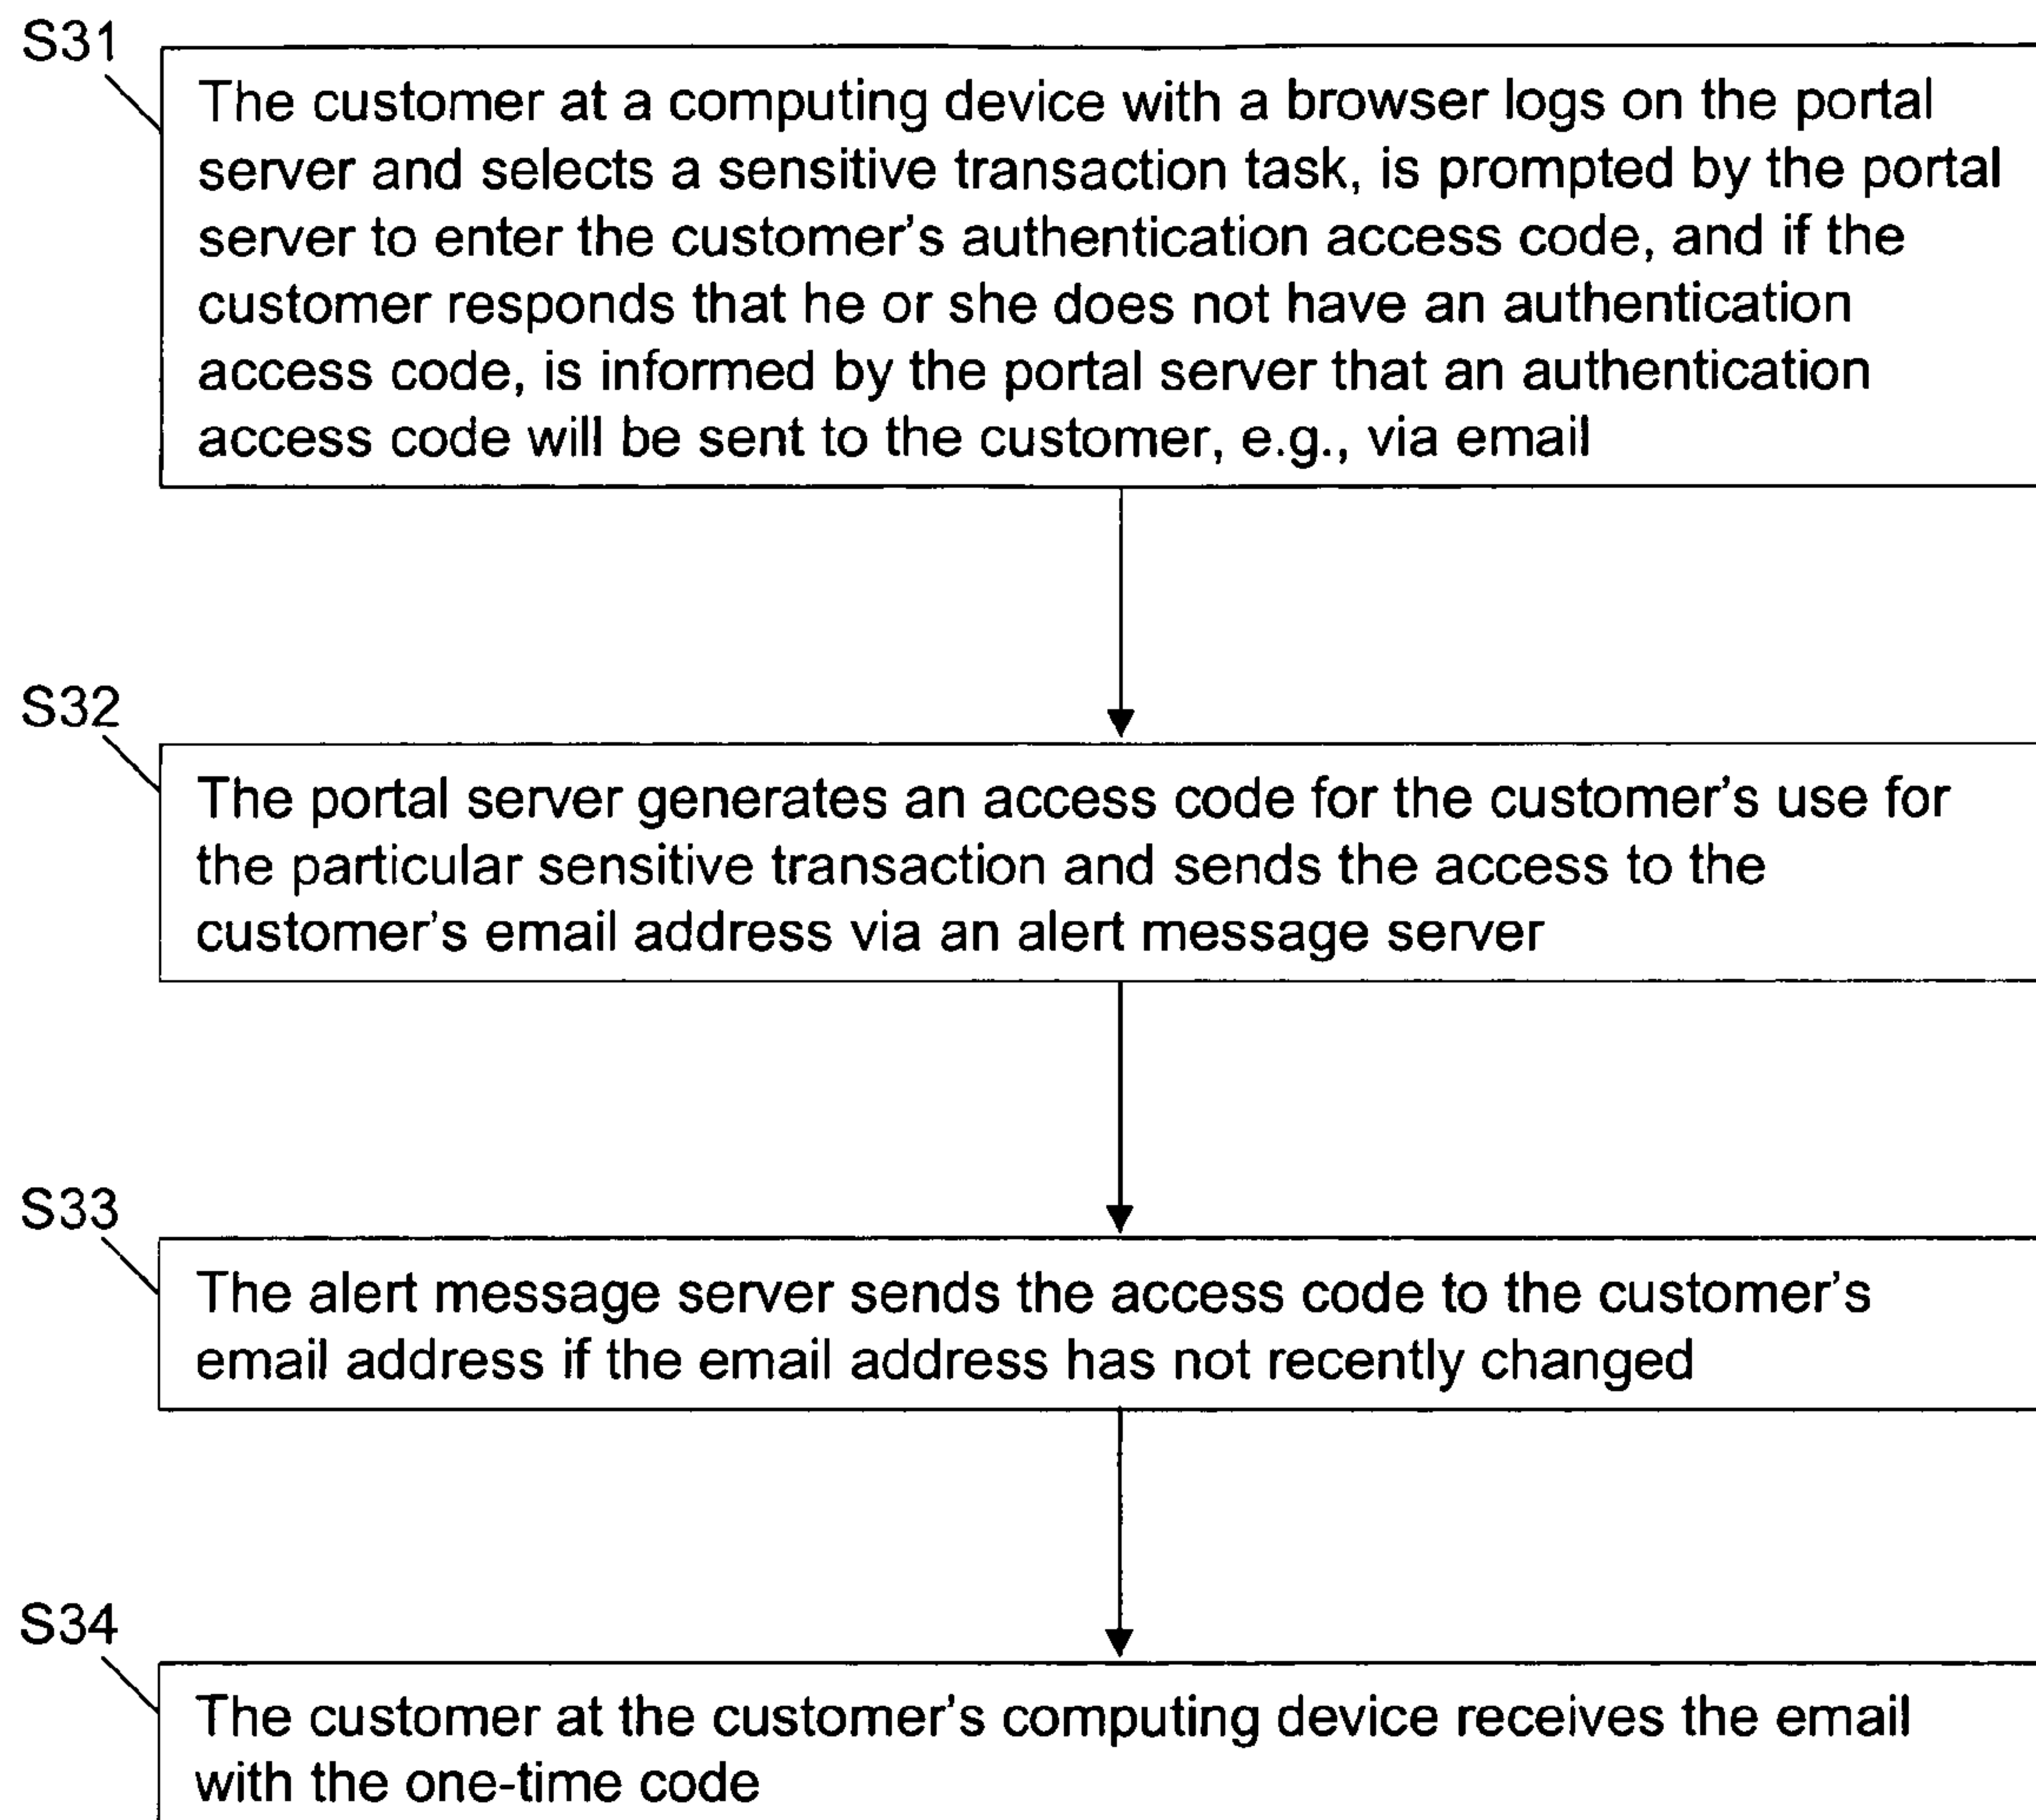 S31
The customer at a computing device with a browser logs on the portal
server and selects a sensitive transaction task, is prompted by the portal
server to enter the customer's authentication access code, and if the
customer responds that he or she does not have an authentication
access code, is informed by the portal server that an authentication
access code will be sent to the customer, e.g., via email
S32
The portal server generates an access code for the customer's use for
the particular sensitive transaction and sends the access to the
customer's email address via an alert message server
S33
The alert message server sends the access code to the customer's
email address if the email address has not recently changed
S34
The customer at the customer's computing device receives the email
with the one-time code